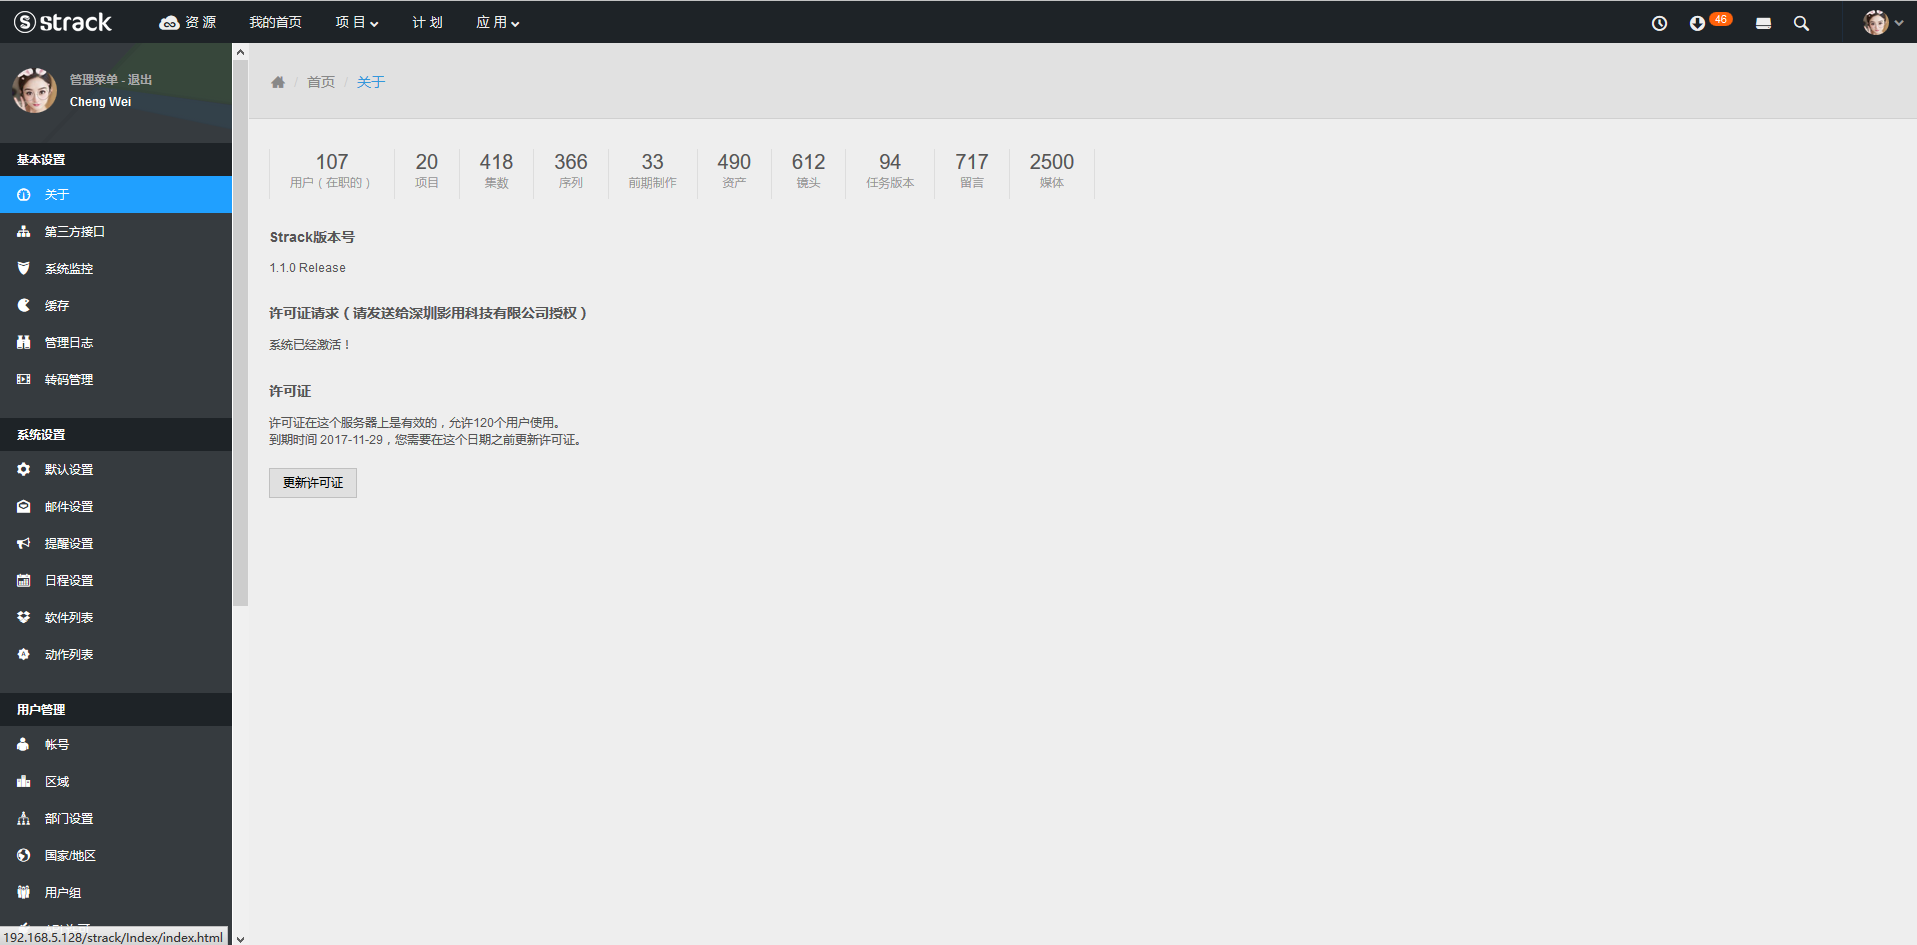 strack 资 源 我的首页 项 目 计 划 应 用 46
管理菜单 - 退出
Cheng Wei
基本设置
关于
第三方接口
系统监控
缓存
管理日志
转码管理
系统设置
默认设置
邮件设置
提醒设置
日程设置
软件列表
动作列表
用户管理
帐号
区域
部门设置
国家/地区
用户组
192.168.5.128/strack/Index/index.html
/ 首页 / 关于
107 20 418 366 33 490 612 94 717 2500
用户（在职的） 项目 集数 序列 前期制作 资产 镜头 任务版本 留言 媒体
Strack版本号
1.1.0 Release
许可证请求（请发送给深圳影用科技有限公司授权）
系统已经激活！
许可证
许可证在这个服务器上是有效的，允许120个用户使用。
到期时间 2017-11-29，您需要在这个日期之前更新许可证。
更新许可证